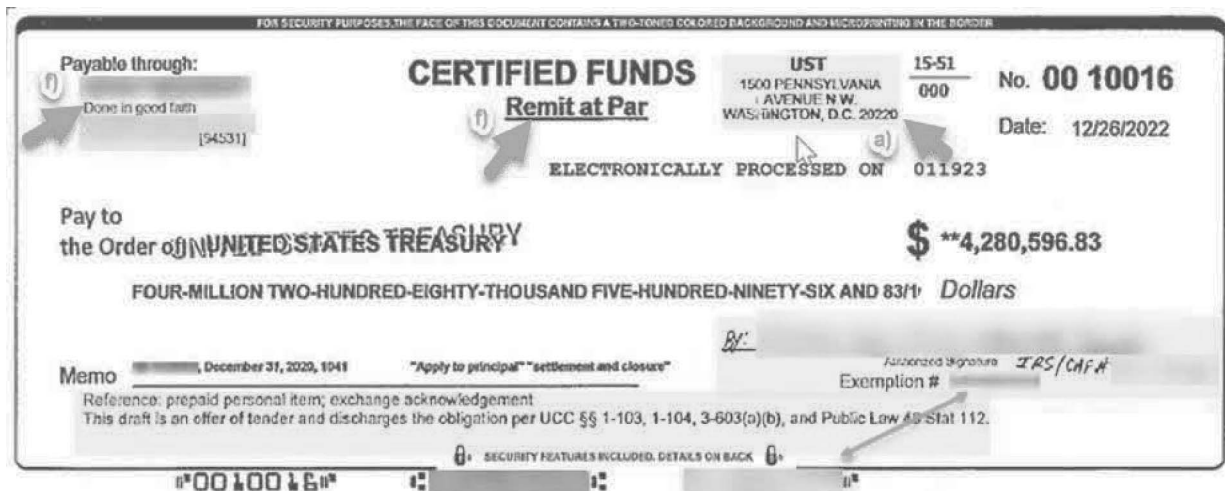 FOR SECURITY PURPOSES, THE FACE OF THIS DOCUMENT CONTAINS A TWO-TONED COLORED BACKGROUND AND MICROPRINTING IN THE BORDER
Payable through:
f)
Done in good faith
[54531]
CERTIFIED FUNDS
f) Remit at Par
UST
1500 PENNSYLVANIA
AVENUE N W.
WASHINGTON, D.C. 20220
a)
15-51
000
No. 00 10016
Date: 12/26/2022
ELECTRONICALLY PROCESSED ON 011923
Pay to
the Order of UNITED STATES TREASURY
$ **4,280,596.83
FOUR-MILLION TWO-HUNDRED-EIGHTY-THOUSAND FIVE-HUNDRED-NINETY-SIX AND 83/1 Dollars
By:
Authorized Signature IRS/CAF#
Exemption #
Memo , December 31, 2020, 1041 "Apply to principal" "settlement and closure"
Reference: prepaid personal item; exchange acknowledgement
This draft is an offer of tender and discharges the obligation per UCC §§ 1-103, 1-104, 3-603(a)(b), and Public Law 48 Stat 112.
SECURITY FEATURES INCLUDED. DETAILS ON BACK
⑈0010016⑈ ⑆ ⑆ ⑈